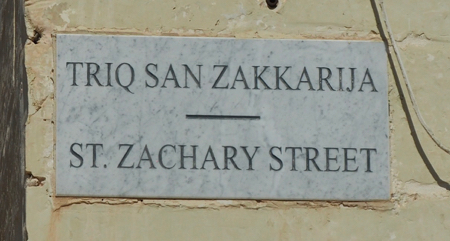 TRIQ SAN ZAKKARIJA
ST. ZACHARY STREET